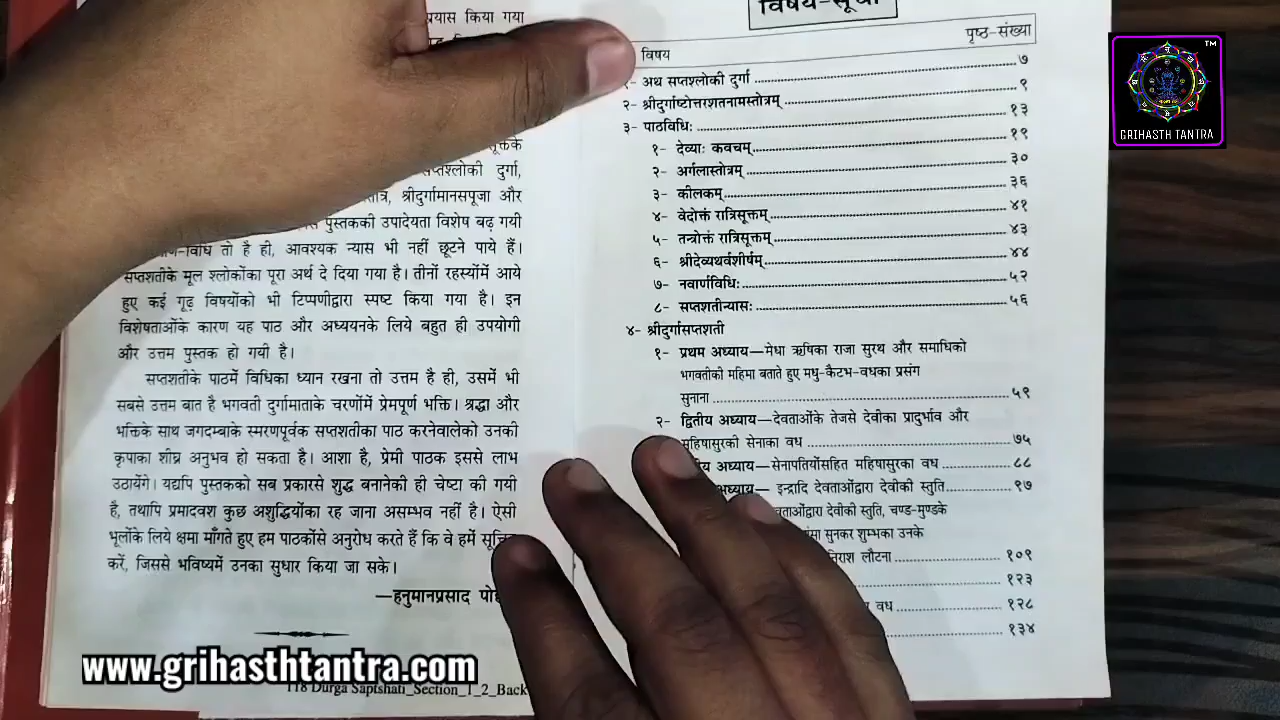 प्रयास किया गया
सूक्तके
सप्तश्लोकी दुर्गा,
श्रीदुर्गामानसपूजा और
पुस्तककी उपादेयता विशेष बढ़ गयी
तो है ही, आवश्यक न्यास भी नहीं छूटने पाये हैं।
सप्तशतीके मूल श्लोकोंका पूरा अर्थ दे दिया गया है। तीनों रहस्योंमें आये
हुए कई गूढ़ विषयोंको भी टिप्पणीद्वारा स्पष्ट किया गया है। इन
विशेषताओंके कारण यह पाठ और अध्ययनके लिये बहुत ही उपयोगी
और उत्तम पुस्तक हो गयी है।
सप्तशतीके पाठमें विधिका ध्यान रखना तो उत्तम है ही, उसमें भी
सबसे उत्तम बात है भगवती दुर्गामाताके चरणोंमें प्रेमपूर्ण भक्ति। श्रद्धा और
भक्तिके साथ जगदम्बाके स्मरणपूर्वक सप्तशतीका पाठ करनेवालेको उनकी
कृपाका शीघ्र अनुभव हो सकता है। आशा है, प्रेमी पाठक इससे लाभ
उठायेंगे। यद्यपि पुस्तकको सब प्रकारसे शुद्ध बनानेकी ही चेष्टा की गयी
है, तथापि प्रमादवश कुछ अशुद्धियोंका रह जाना असम्भव नहीं है। ऐसी
भूलोंके लिये क्षमा माँगते हुए हम पाठकोंसे अनुरोध करते हैं कि वे हमें
करें, जिससे भविष्यमें उनका सुधार किया जा सके।
—हनुमानप्रसाद
118 Durga Saptshati_Section_1_2_Back
www.grihasthtantra.com
विषय-सूची
विषय पृष्ठ-संख्या
१- अथ सप्तश्लोकी दुर्गा ........ ७
२- श्रीदुर्गाष्टोत्तरशतनामस्तोत्रम् ........ ९
३- पाठविधिः ........ १३
१- देव्याः कवचम् ........ १९
२- अर्गलास्तोत्रम् ........ ३०
३- कीलकम् ........ ३६
४- वेदोक्तं रात्रिसूक्तम् ........ ४१
५- तन्त्रोक्तं रात्रिसूक्तम् ........ ४३
६- श्रीदेव्यथर्वशीर्षम् ........ ४४
७- नवार्णविधिः ........ ५२
८- सप्तशतीन्यासः ........ ५६
४- श्रीदुर्गासप्तशती
१- प्रथम अध्याय—मेधा ऋषिका राजा सुरथ और समाधिको
भगवतीकी महिमा बताते हुए मधु-कैटभ-वधका प्रसंग
सुनाना ........ ५९
२- द्वितीय अध्याय—देवताओंके तेजसे देवीका प्रादुर्भाव और
महिषासुरकी सेनाका वध ........ ७५
अध्याय—सेनापतियोंसहित महिषासुरका वध ........ ८८
अध्याय— इन्द्रादि देवताओंद्वारा देवीकी स्तुति ........ ९७
देवीकी स्तुति, चण्ड-मुण्डके
सुनकर शुम्भका उनके
लौटना ........ १०९
१२३
वध ........ १२८
१३४
GRIHASTH TANTRA
TM